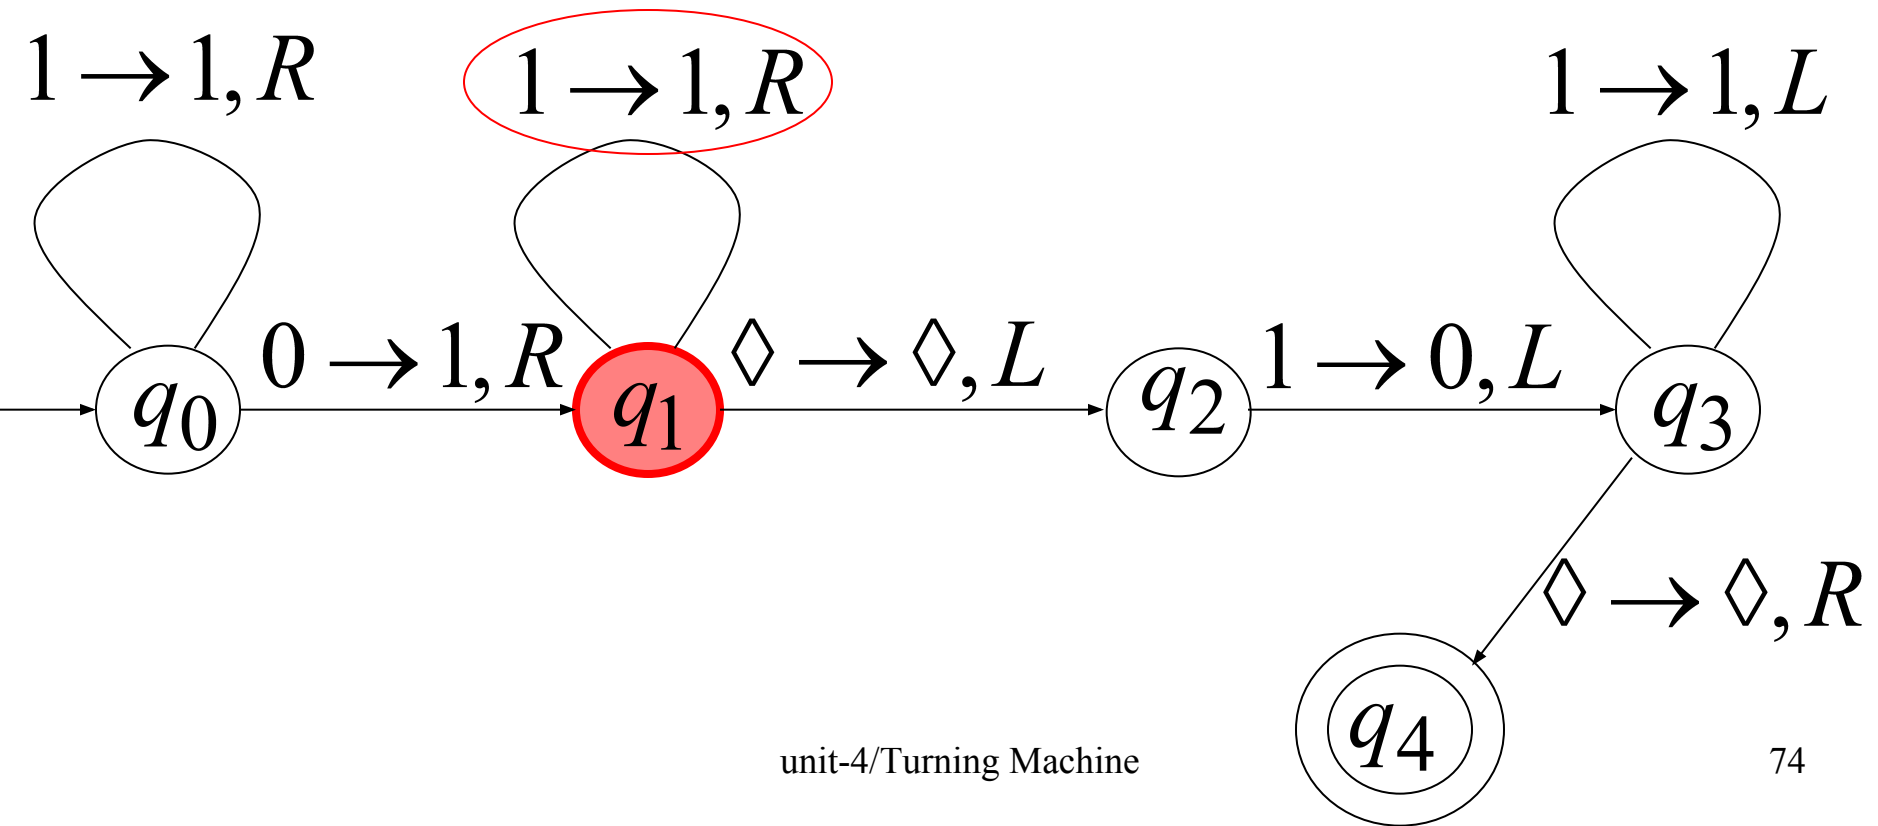 1 → 1, R
1 → 1, R
1 → 1, L
0 → 1, R
◊ → ◊, L
1 → 0, L
q0
q1
q2
q3
◊ → ◊, R
q4
unit-4/Turning Machine
74